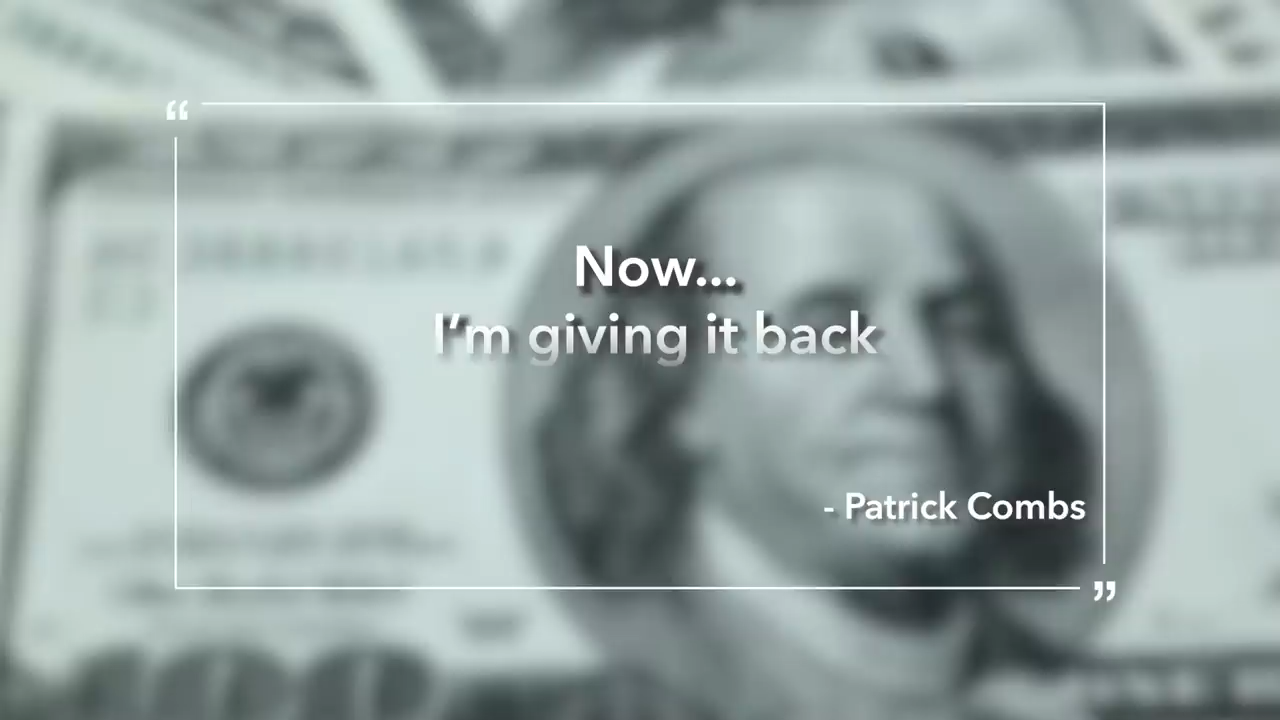 “
Now...
I’m giving it back
- Patrick Combs
”